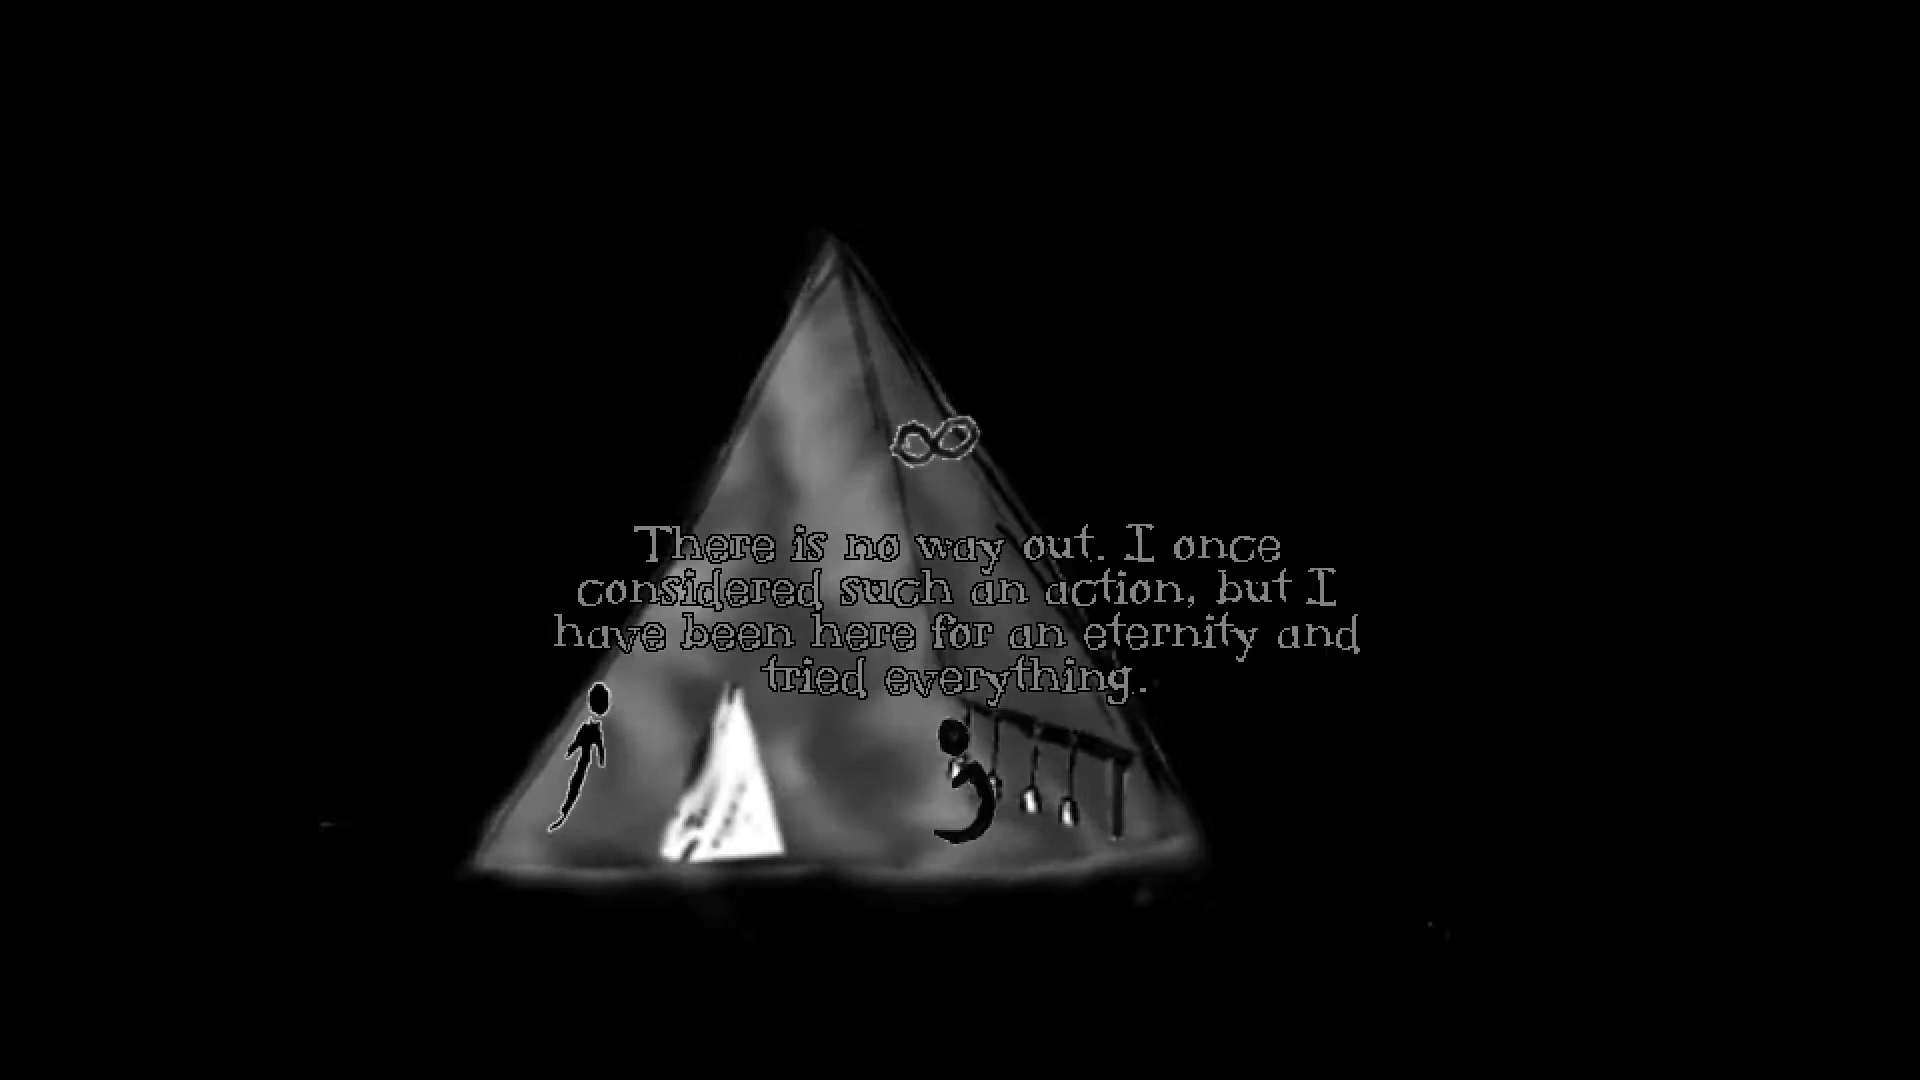 There is no way out. I once
considered such an action, but I
have been here for an eternity and
tried everything.